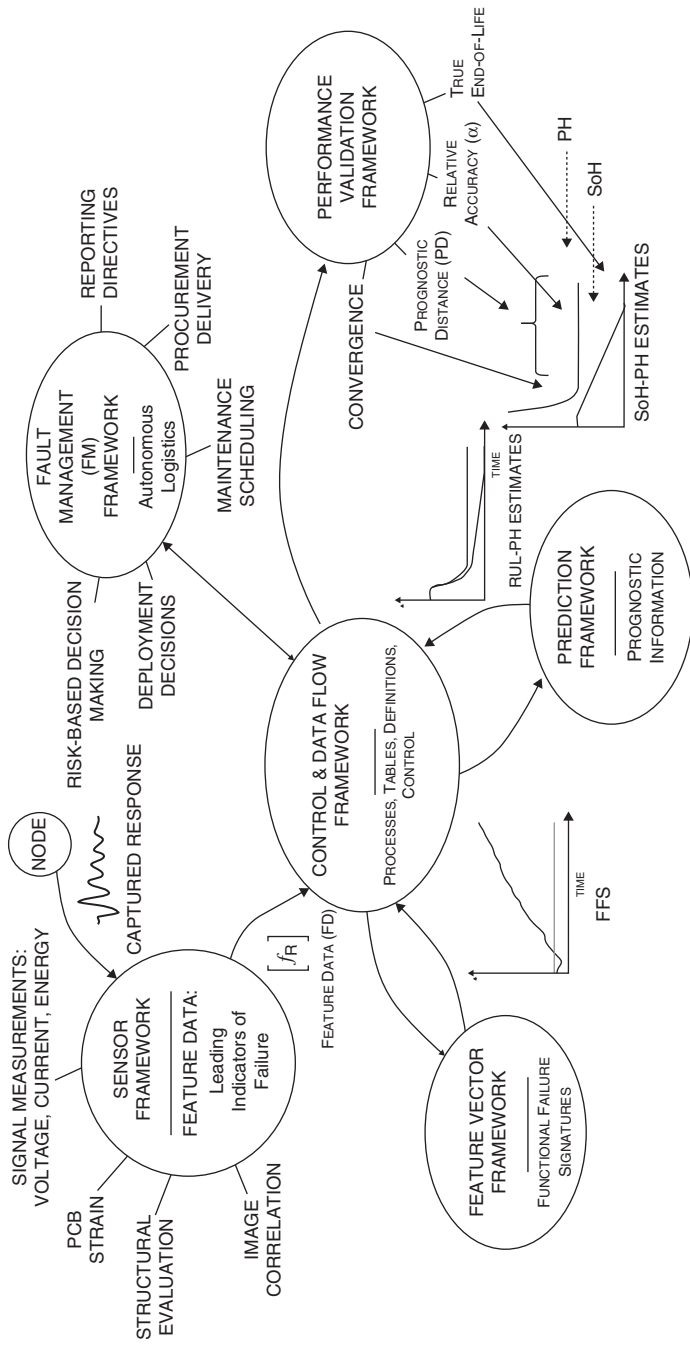 SIGNAL MEASUREMENTS:
VOLTAGE, CURRENT, ENERGY
PCB
STRAIN
STRUCTURAL
EVALUATION
IMAGE
CORRELATION
SENSOR
FRAMEWORK
FEATURE DATA:
Leading
Indicators of
Failure
NODE
CAPTURED RESPONSE
[fR]
FEATURE DATA (FD)
RISK-BASED DECISION
MAKING
DEPLOYMENT
DECISIONS
FAULT
MANAGEMENT
(FM)
FRAMEWORK
Autonomous
Logistics
REPORTING
DIRECTIVES
PROCUREMENT
DELIVERY
MAINTENANCE
SCHEDULING
CONTROL & DATA FLOW
FRAMEWORK
PROCESSES, TABLES, DEFINITIONS,
CONTROL
PERFORMANCE
VALIDATION
FRAMEWORK
CONVERGENCE
PROGNOSTIC
DISTANCE (PD)
RELATIVE
ACCURACY (α)
TRUE
END-OF-LIFE
PH
SOH
SOH-PH ESTIMATES
TIME
RUL-PH ESTIMATES
FEATURE VECTOR
FRAMEWORK
FUNCTIONAL FAILURE
SIGNATURES
TIME
FFS
PREDICTION
FRAMEWORK
PROGNOSTIC
INFORMATION